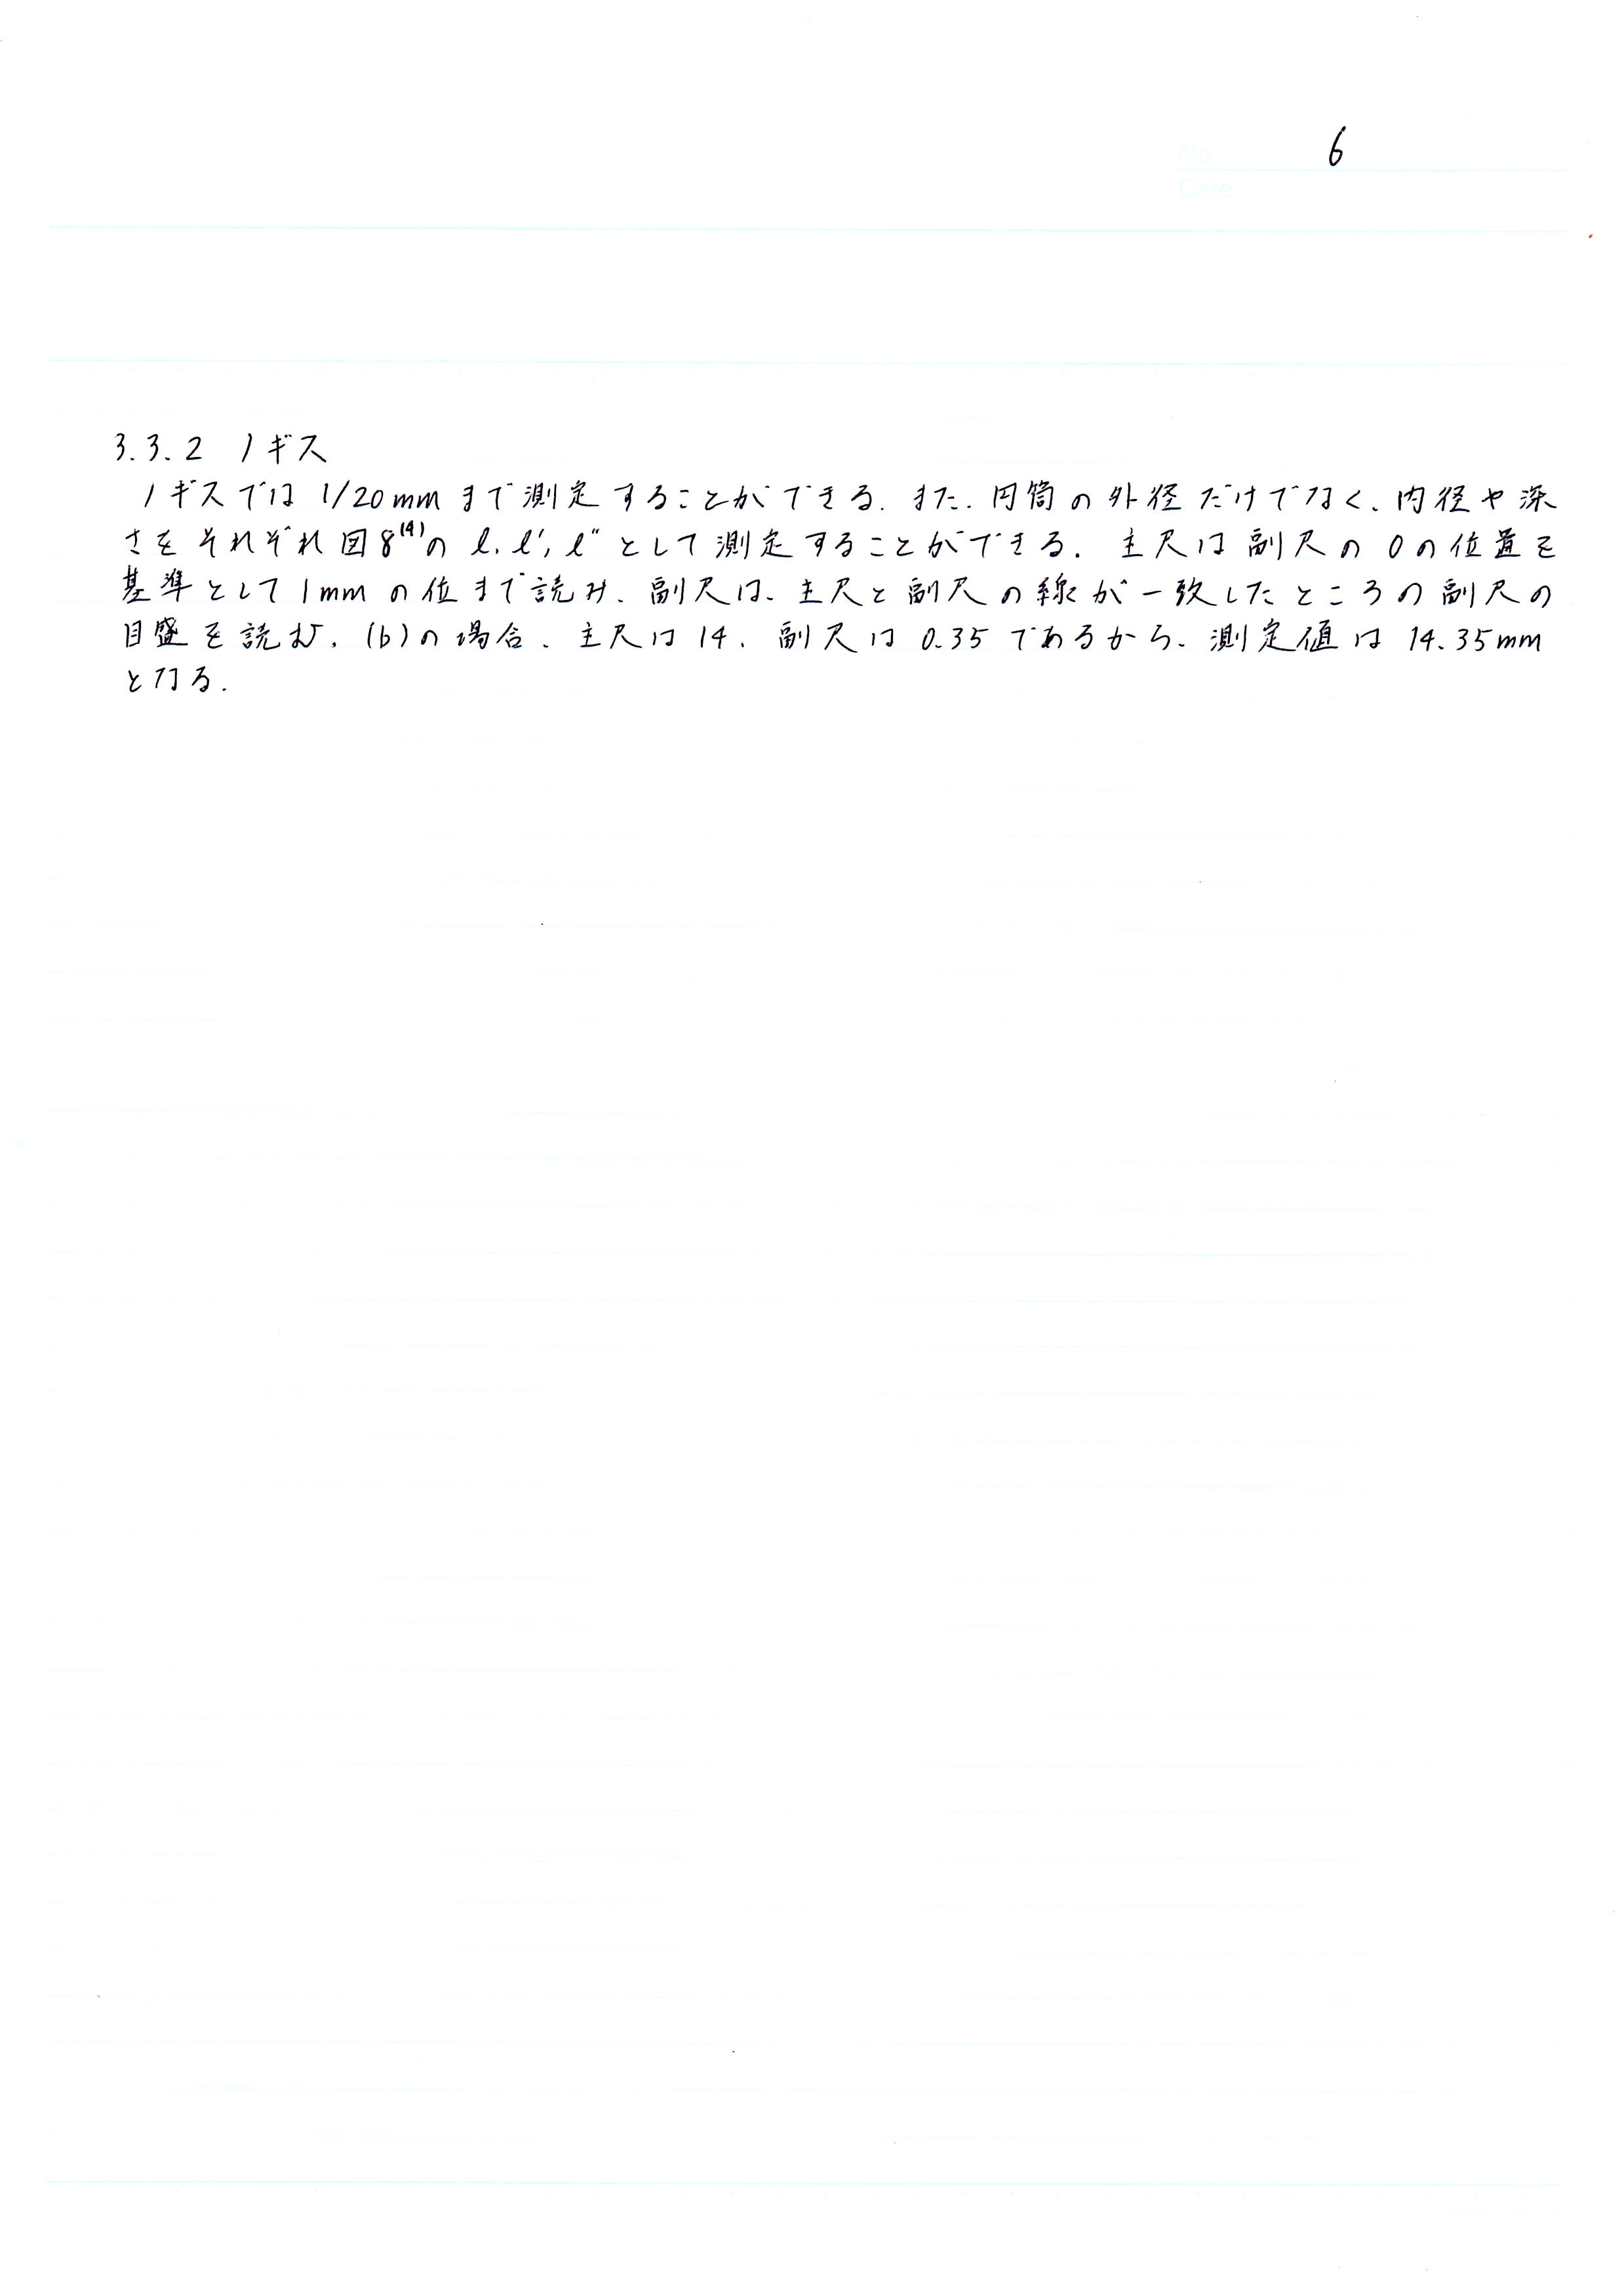 No.
6
Date
3.3.2 ノギス
ノギスでは 1/20mm まで測定することができる. また. 円筒の外径だけでなく、内径や深
さをそれぞれ図8⁽⁴⁾の ℓ. ℓ', ℓ" として測定することができる. 主尺は副尺の0の位置を
基準として1mmの位まで読み、副尺は、主尺と副尺の線が一致したところの副尺の
目盛を読む. (b)の場合、主尺は14. 副尺は0.35であるから、測定値は14.35mm
となる.